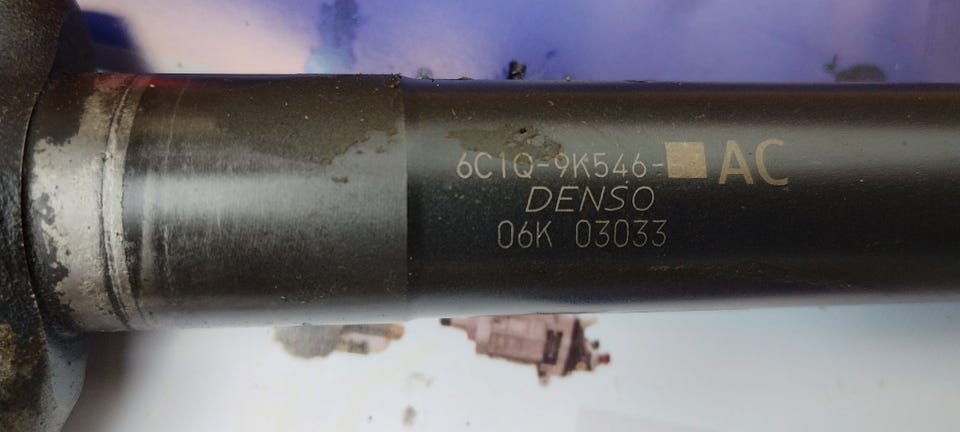 6C1Q-9K546- AC
DENSO
06K 03033